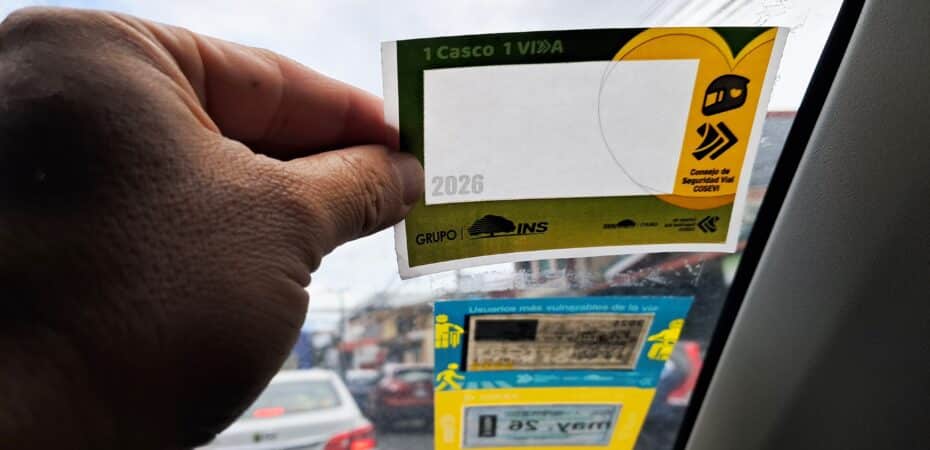 1 Casco 1 VIDA
Consejo de
Seguridad Vial
COSEVI
2026
GRUPO INS
Usuarios más vulnerables de la vía
may. 26